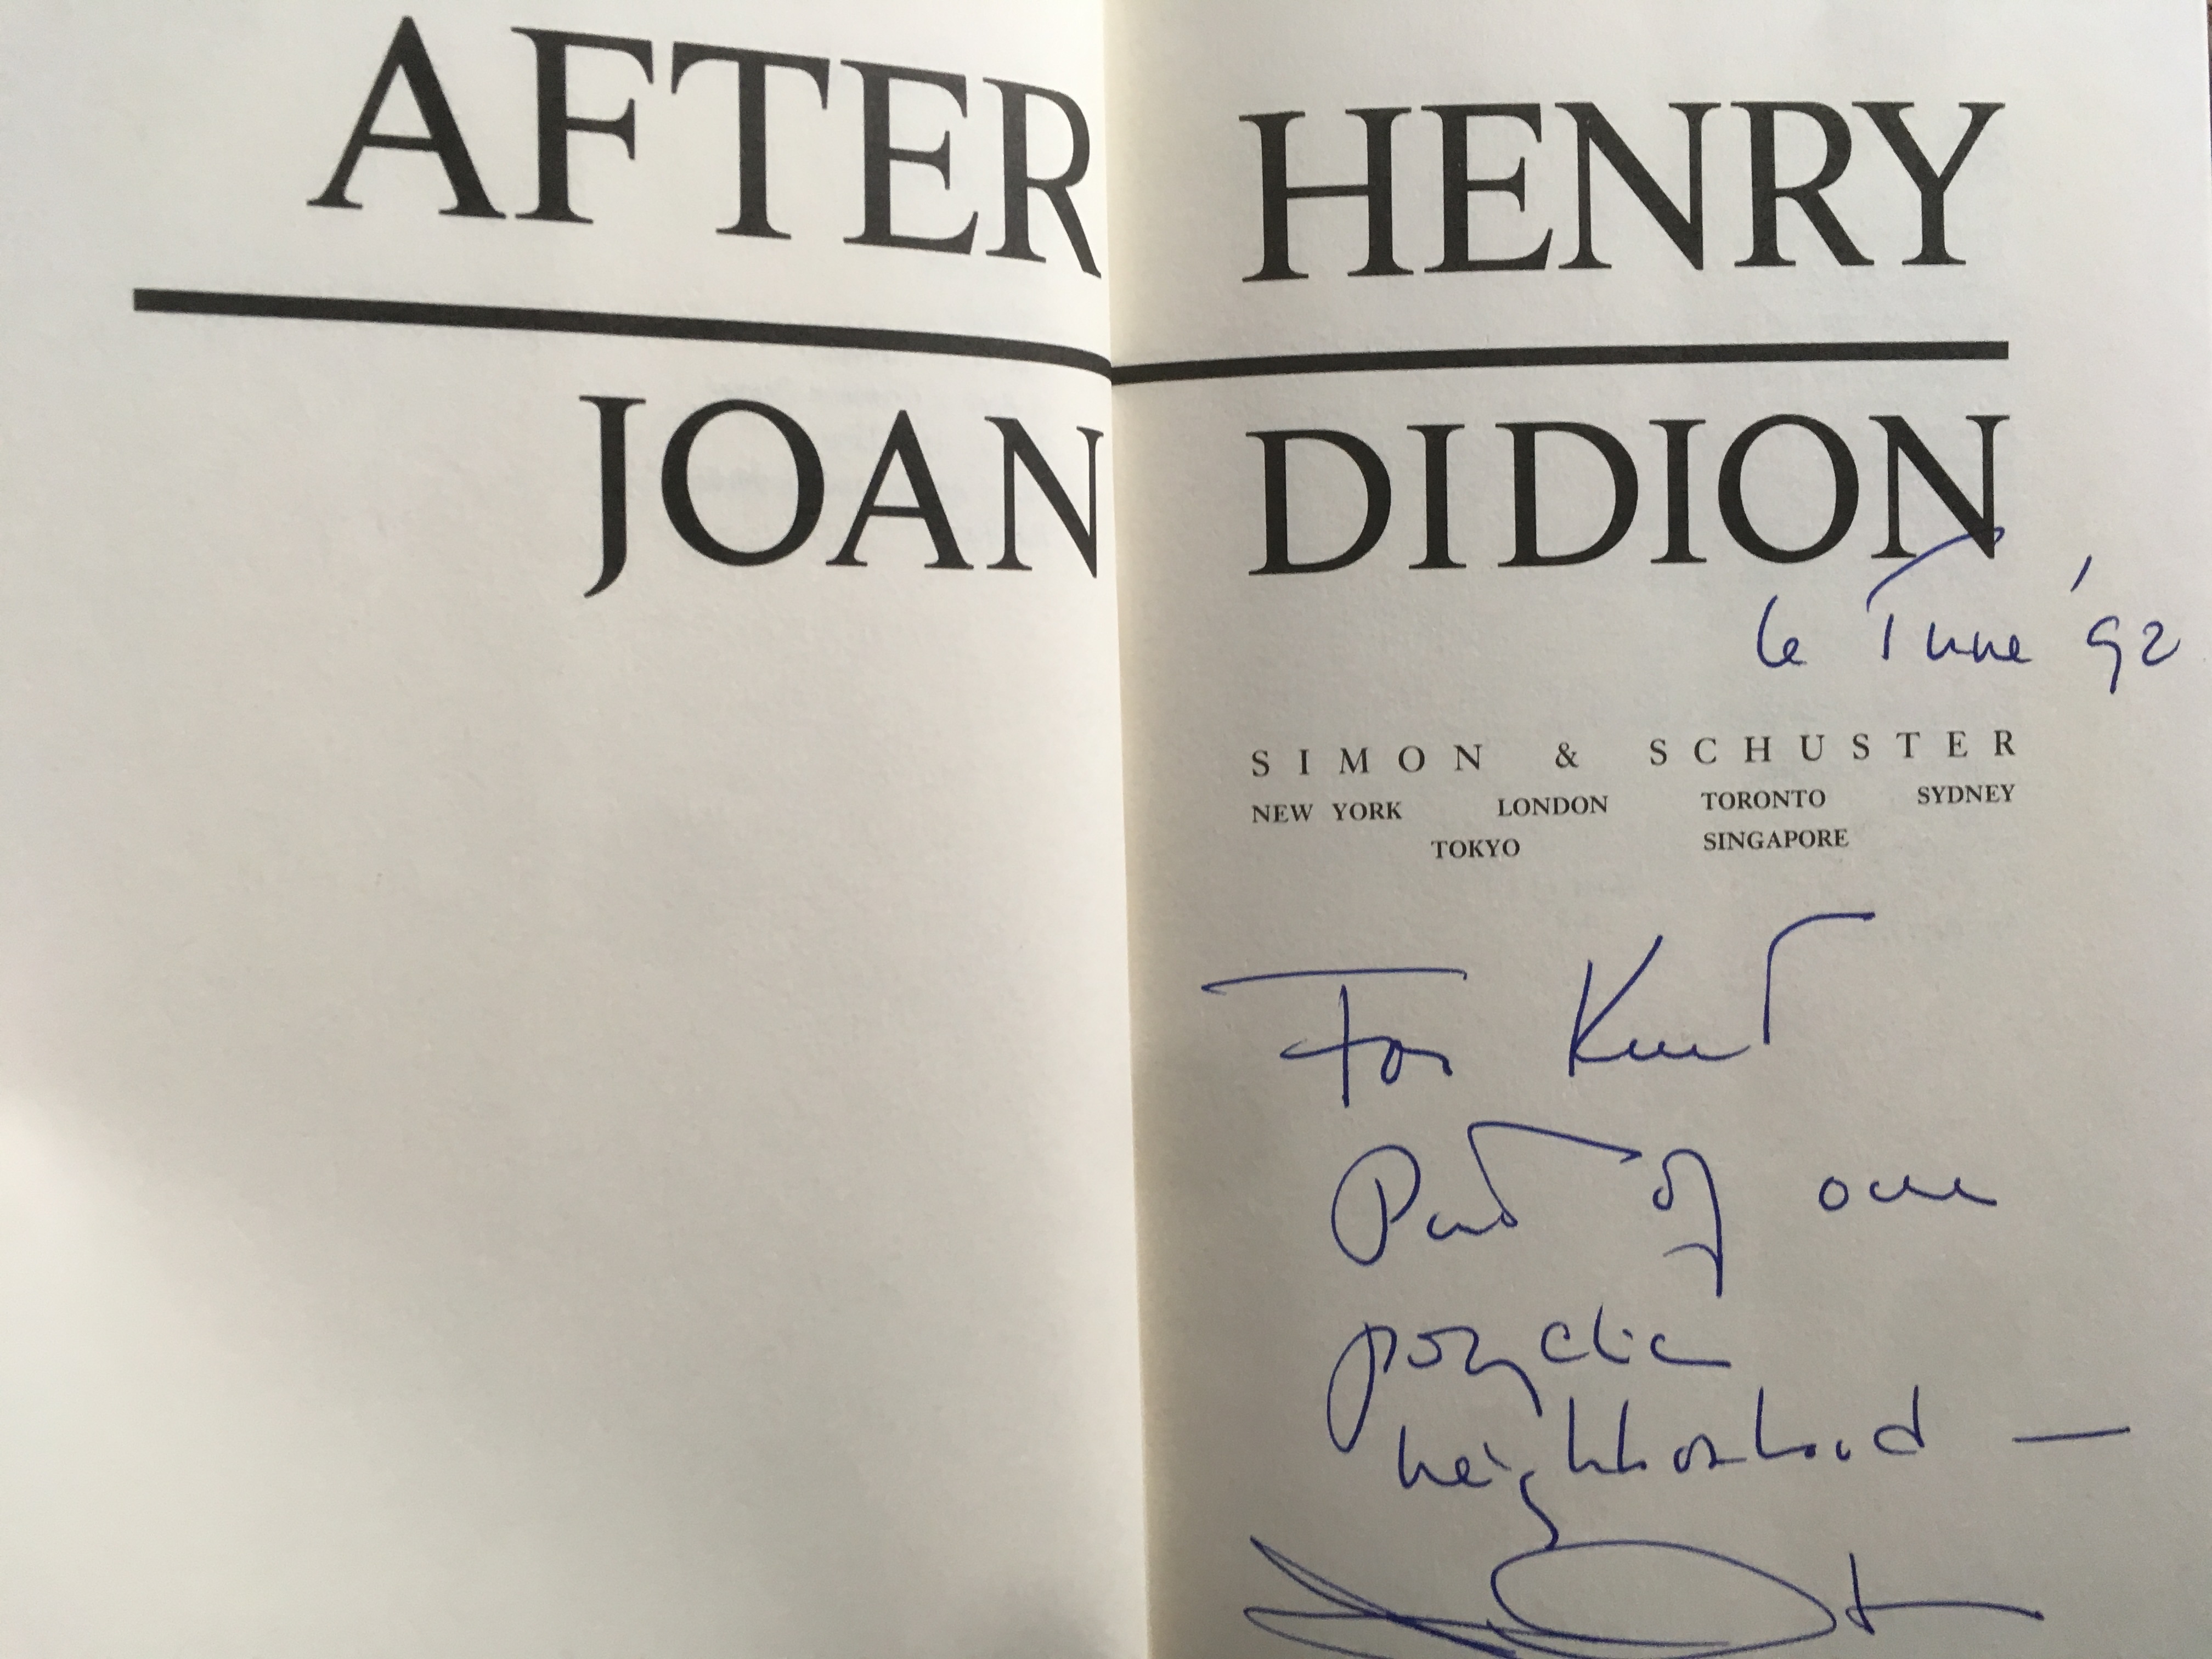 AFTER HENRY
JOAN DIDION
6 June '92
SIMON & SCHUSTER
NEW YORK LONDON TORONTO SYDNEY
TOKYO SINGAPORE
For Kurt
Part of our
neighborhood —